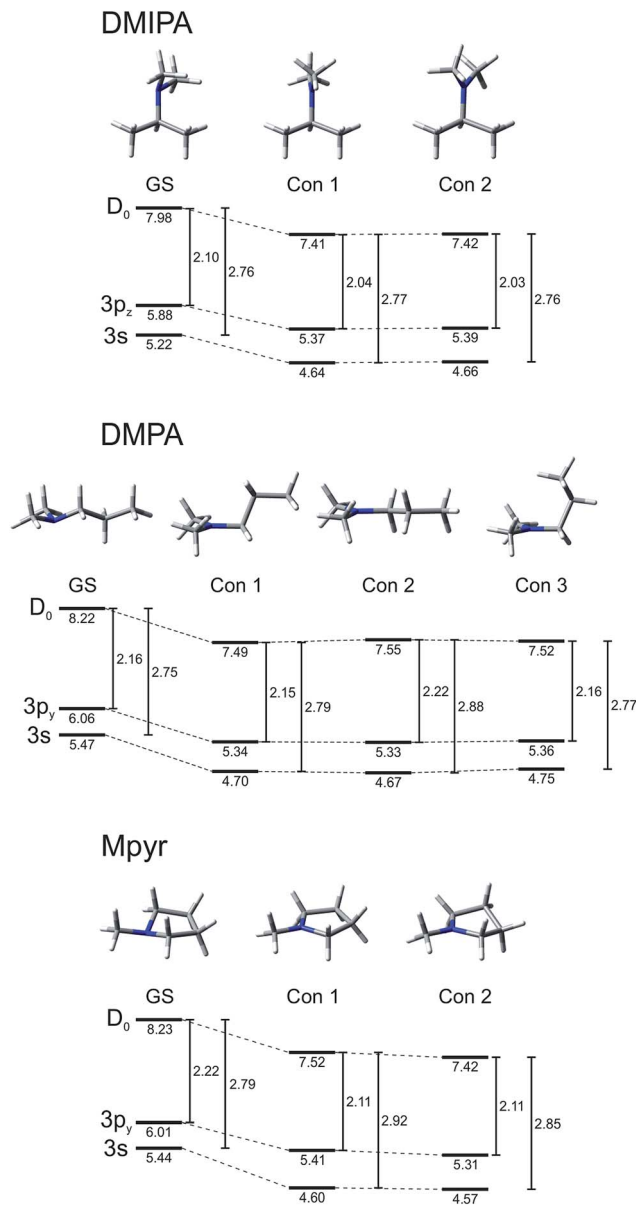 DMIPA
GS Con 1 Con 2
D0
7.98 7.41 7.42
2.10 2.76 2.04 2.77 2.03 2.76
3pz
5.88 5.37 5.39
3s
5.22 4.64 4.66
DMPA
GS Con 1 Con 2 Con 3
D0
8.22 7.49 7.55 7.52
2.16 2.75 2.15 2.79 2.22 2.88 2.16 2.77
3py
6.06 5.34 5.33 5.36
3s
5.47 4.70 4.67 4.75
Mpyr
GS Con 1 Con 2
D0
8.23 7.52 7.42
2.22 2.79 2.11 2.92 2.11 2.85
3py
6.01 5.41 5.31
3s
5.44 4.60 4.57